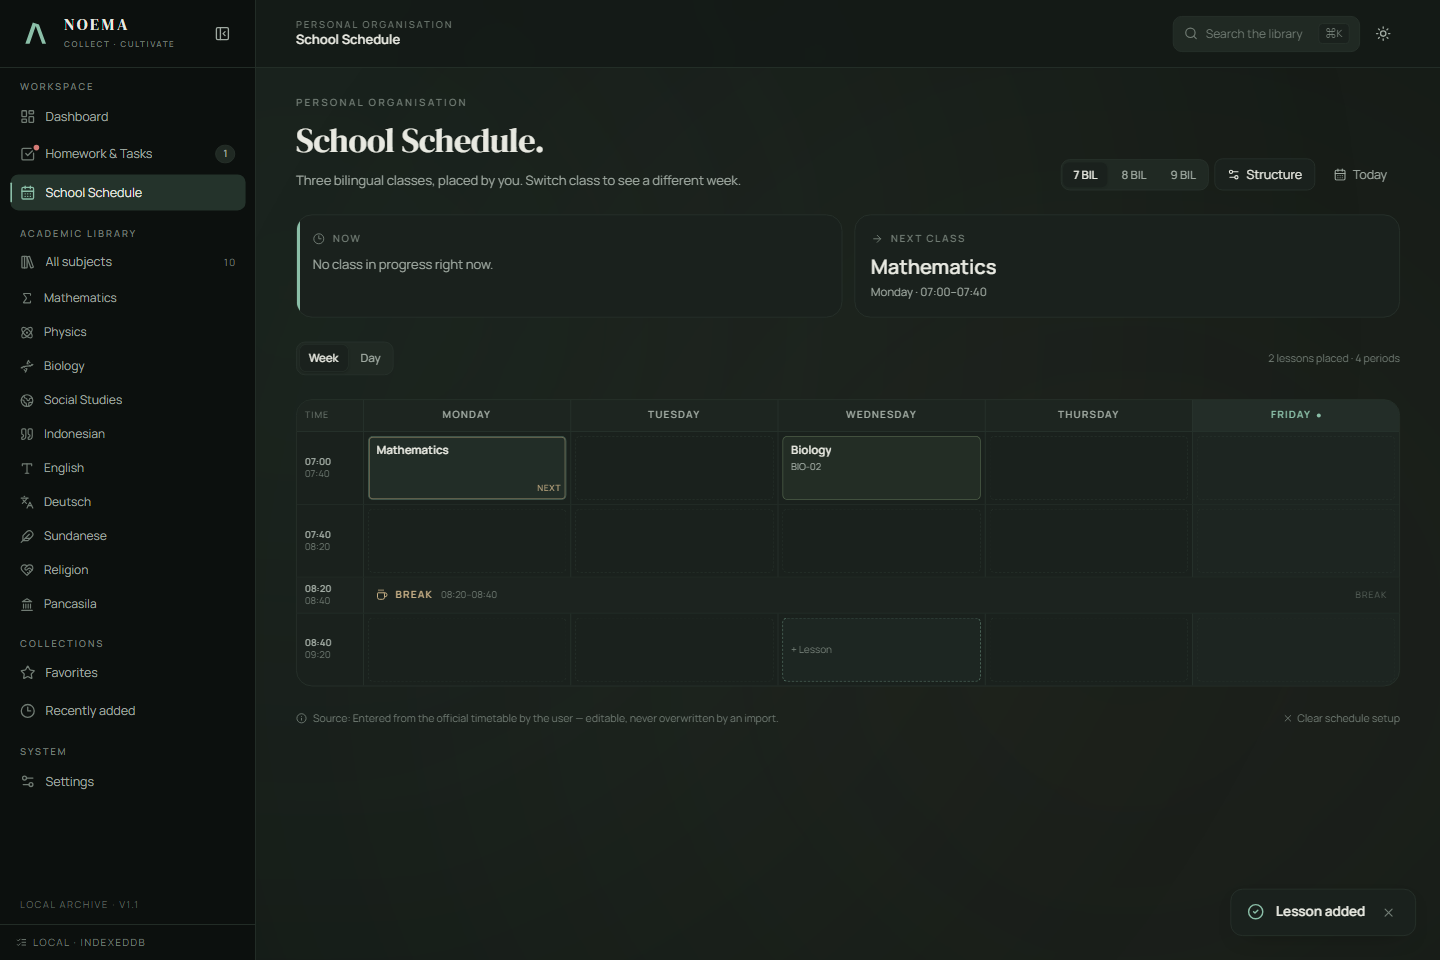 NOEMA
COLLECT · CULTIVATE
WORKSPACE
Dashboard
Homework & Tasks
1
School Schedule
ACADEMIC LIBRARY
All subjects
10
Mathematics
Physics
Biology
Social Studies
Indonesian
English
Deutsch
Sundanese
Religion
Pancasila
COLLECTIONS
Favorites
Recently added
SYSTEM
Settings
LOCAL ARCHIVE · V1.1
LOCAL · INDEXEDDB
PERSONAL ORGANISATION
School Schedule
Search the library
⌘K
PERSONAL ORGANISATION
School Schedule.
Three bilingual classes, placed by you. Switch class to see a different week.
7 BIL
8 BIL
9 BIL
Structure
Today
NOW
No class in progress right now.
NEXT CLASS
Mathematics
Monday · 07:00–07:40
Week
Day
2 lessons placed · 4 periods
TIME
MONDAY
TUESDAY
WEDNESDAY
THURSDAY
FRIDAY
07:00
07:40
Mathematics
NEXT
Biology
BIO-02
07:40
08:20
08:20
08:40
BREAK 08:20–08:40
BREAK
08:40
09:20
+ Lesson
Source: Entered from the official timetable by the user — editable, never overwritten by an import.
Clear schedule setup
Lesson added